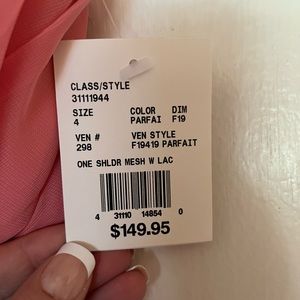 CLASS/STYLE
31111944
SIZE COLOR DIM
4 PARFAI F19
VEN # VEN STYLE
298 F19419 PARFAIT
ONE SHLDR MESH W LAC
4 31110 14854 0
$149.95